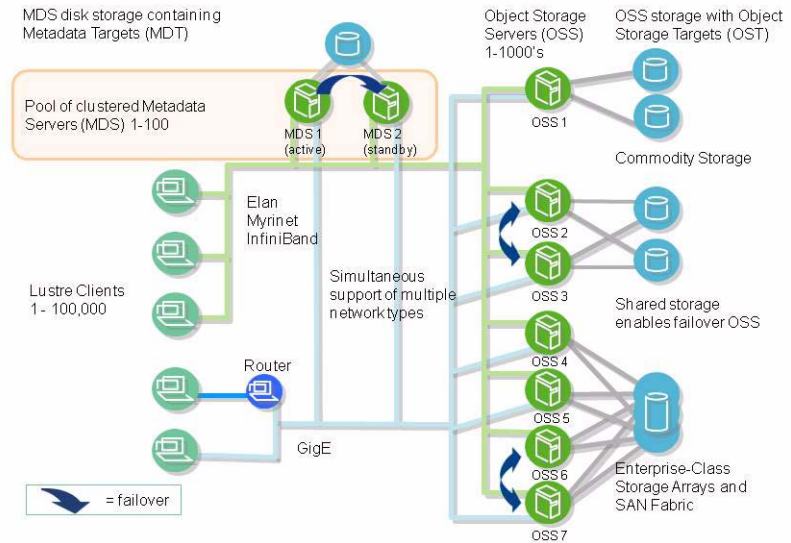 MDS disk storage containing
Metadata Targets (MDT)
Object Storage
Servers (OSS)
1-1000's
OSS storage with Object
Storage Targets (OST)
Pool of clustered Metadata
Servers (MDS) 1-100
MDS 1
(active)
MDS 2
(standby)
OSS 1
Commodity Storage
Elan
Myrinet
InfiniBand
OSS 2
OSS 3
Simultaneous
support of multiple
network types
Lustre Clients
1 - 100,000
Shared storage
enables failover OSS
OSS 4
Router
OSS 5
GigE
OSS 6
Enterprise-Class
Storage Arrays and
SAN Fabric
= failover
OSS 7